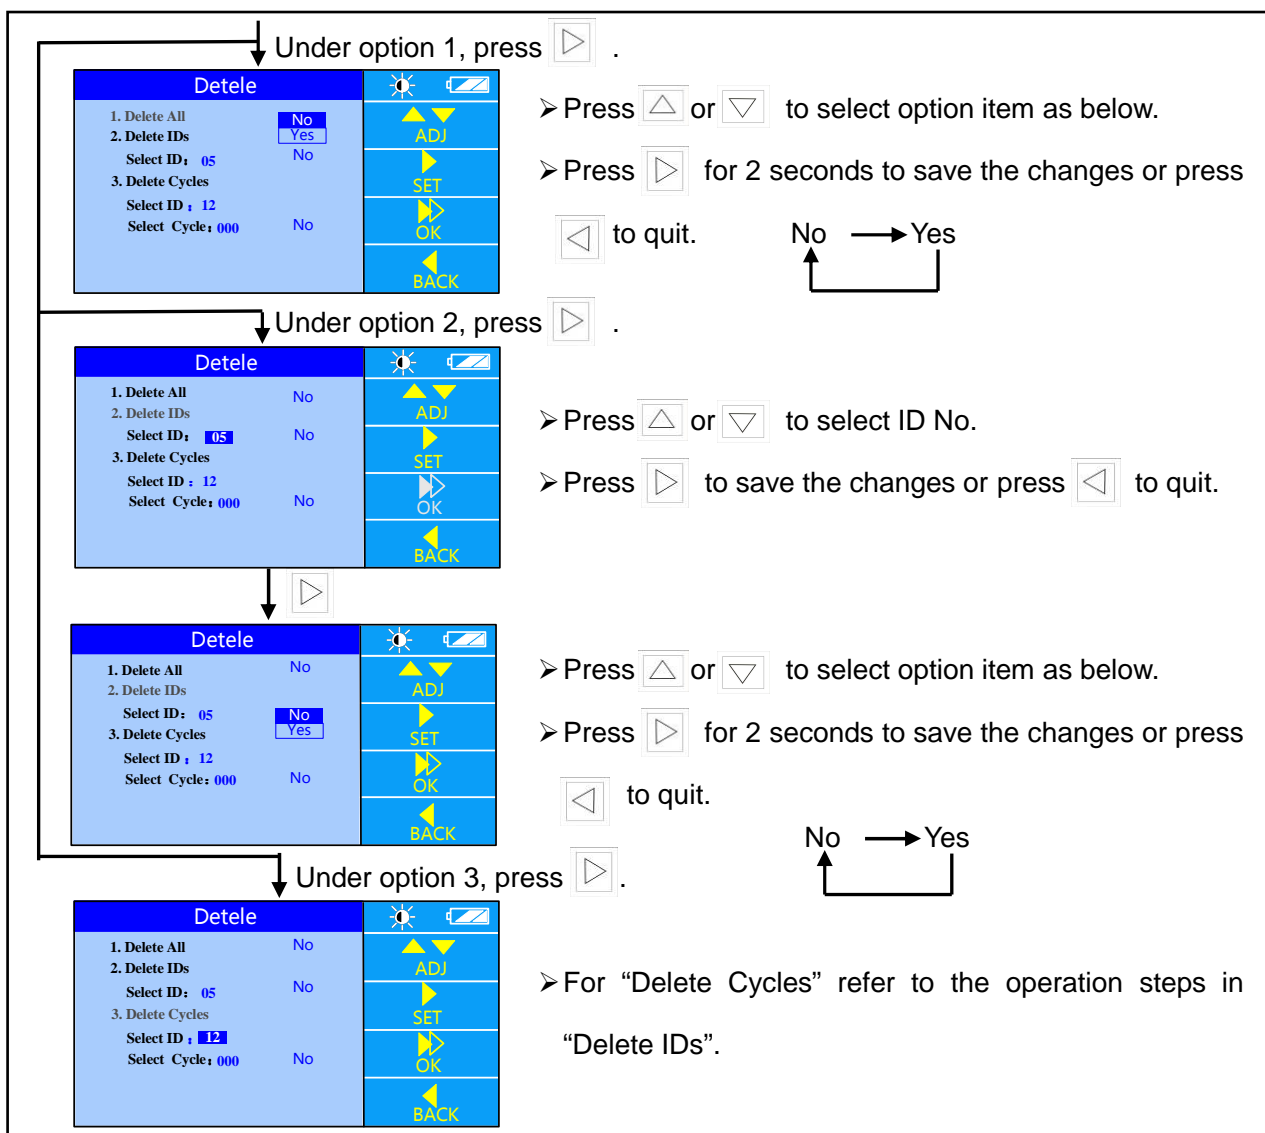 Under option 1, press .
Detele
1. Delete All No
2. Delete IDs Yes
Select ID: 05 No
3. Delete Cycles
Select ID : 12
Select Cycle: 000 No
ADJ
SET
OK
BACK
Press or to select option item as below.
Press for 2 seconds to save the changes or press
to quit. No Yes
Under option 2, press .
Detele
1. Delete All No
2. Delete IDs
Select ID: 05 No
3. Delete Cycles
Select ID : 12
Select Cycle: 000 No
ADJ
SET
OK
BACK
Press or to select ID No.
Press to save the changes or press to quit.
Detele
1. Delete All No
2. Delete IDs
Select ID: 05 No
3. Delete Cycles Yes
Select ID : 12
Select Cycle: 000 No
ADJ
SET
OK
BACK
Press or to select option item as below.
Press for 2 seconds to save the changes or press
to quit.
No Yes
Under option 3, press .
Detele
1. Delete All No
2. Delete IDs
Select ID: 05 No
3. Delete Cycles
Select ID : 12
Select Cycle: 000 No
ADJ
SET
OK
BACK
For “Delete Cycles” refer to the operation steps in
“Delete IDs”.